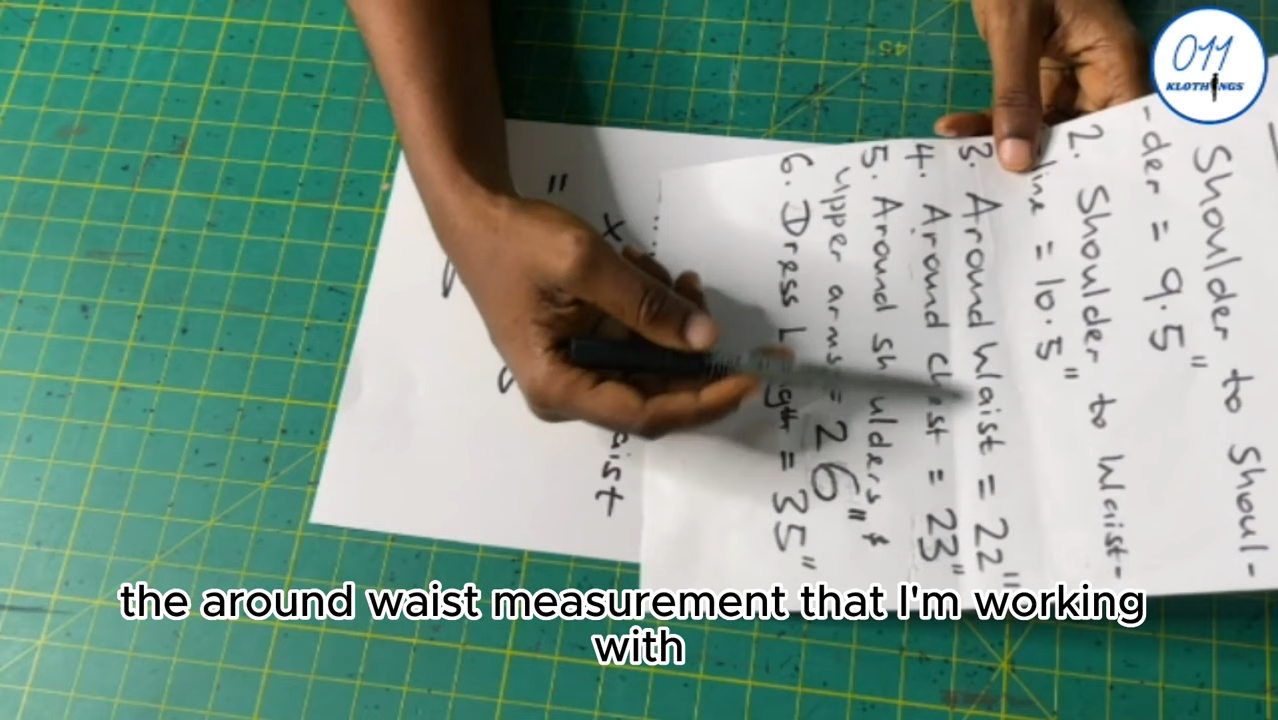 Shoulder to Shoul-
-der = 9.5"
2. Shoulder to Waist-
line = 10.5"
3. Around Waist = 22"
4. Around chest = 23"
5. Around shoulders &
upper arms = 26"
6. Dress Length = 35"
45
011
KLOTHINGS
the around waist measurement that I'm working
with